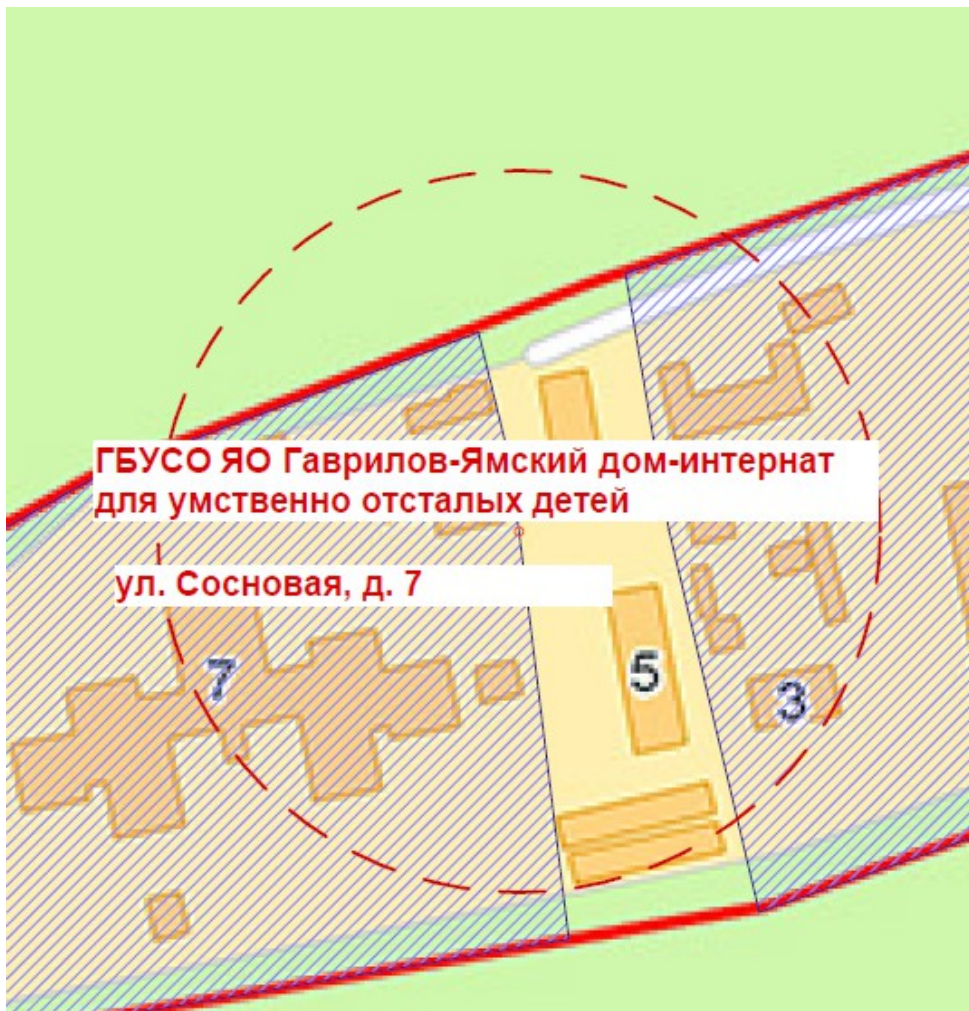 ГБУСО ЯО Гаврилов-Ямский дом-интернат
для умственно отсталых детей
ул. Сосновая, д. 7
7
5
3